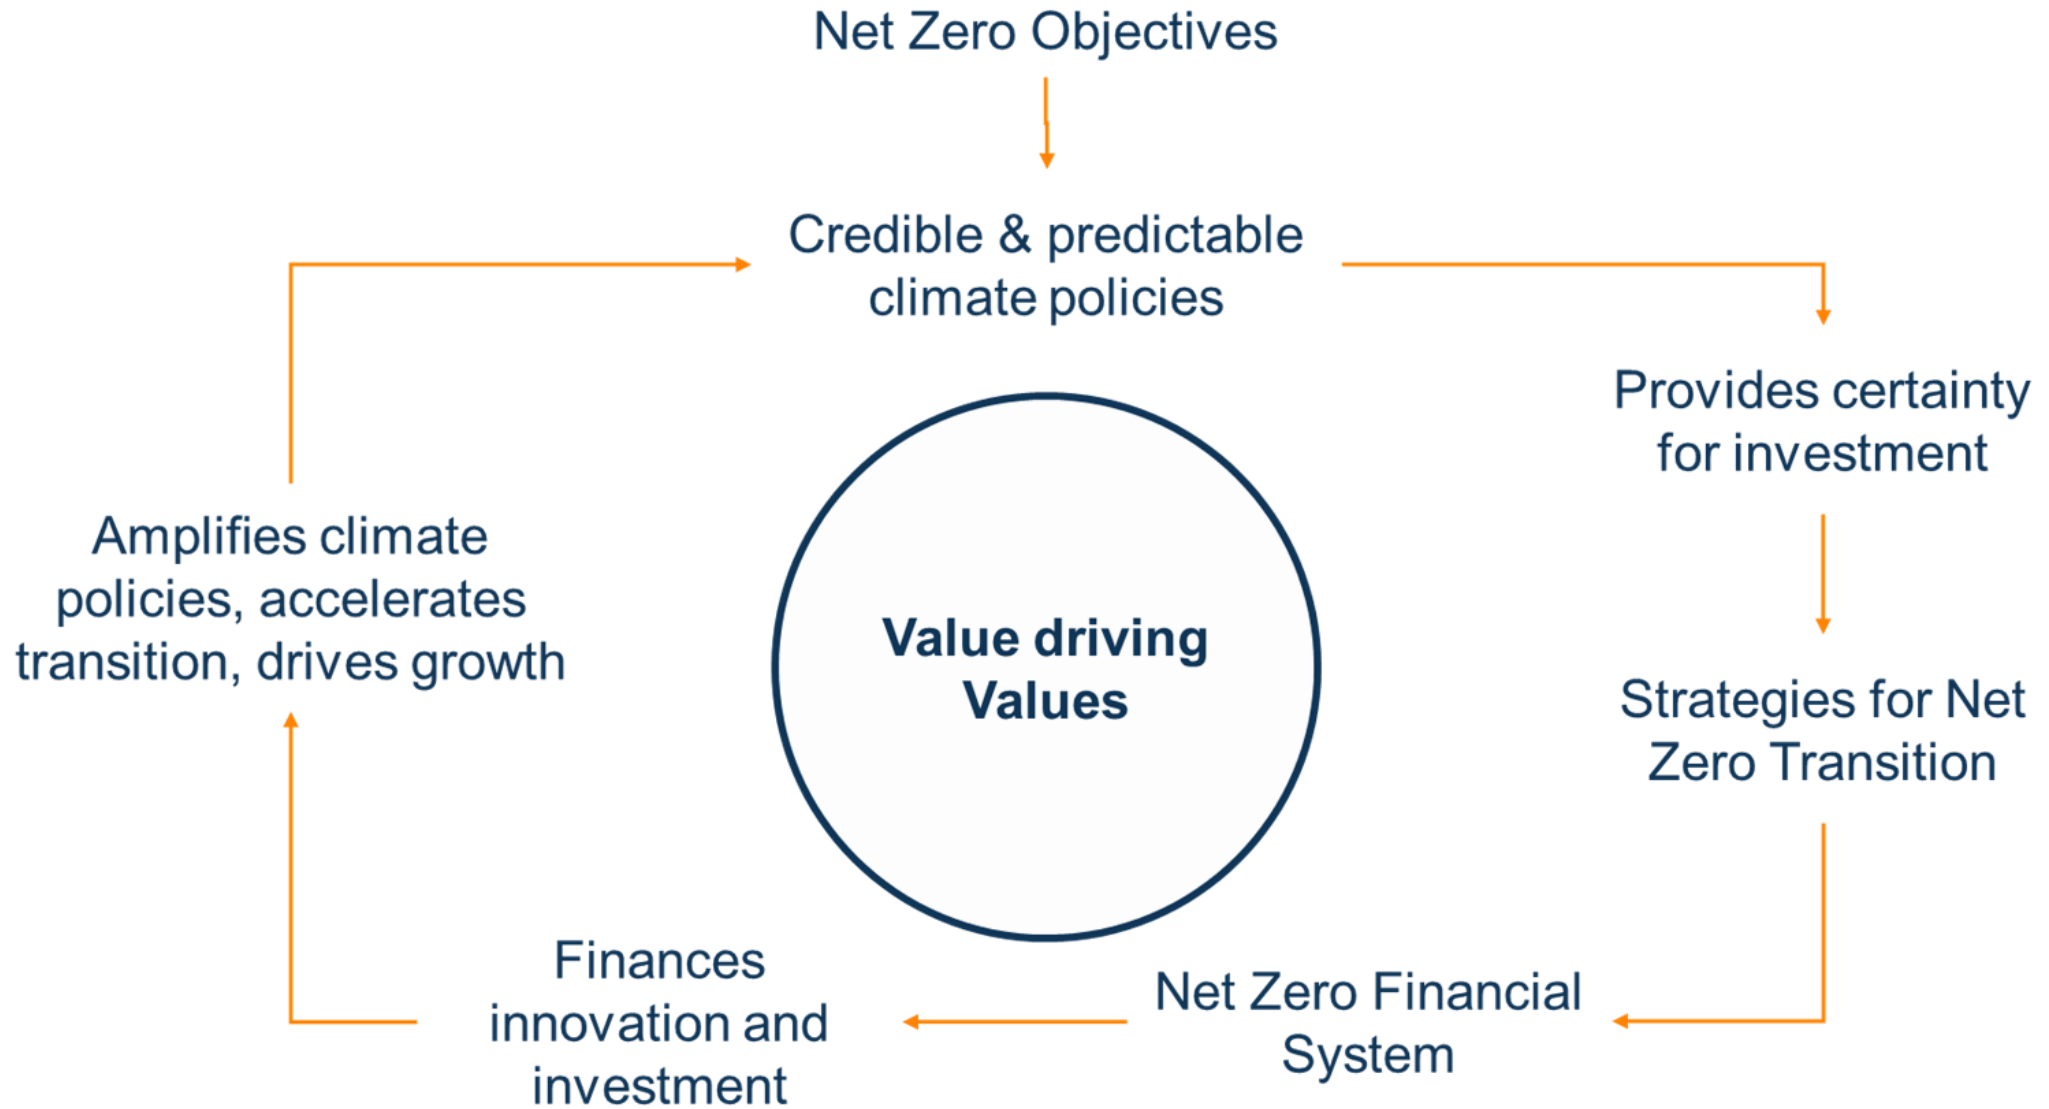 Net Zero Objectives
Credible & predictable
climate policies
Provides certainty
for investment
Strategies for Net
Zero Transition
Net Zero Financial
System
Finances
innovation and
investment
Amplifies climate
policies, accelerates
transition, drives growth
Value driving
Values